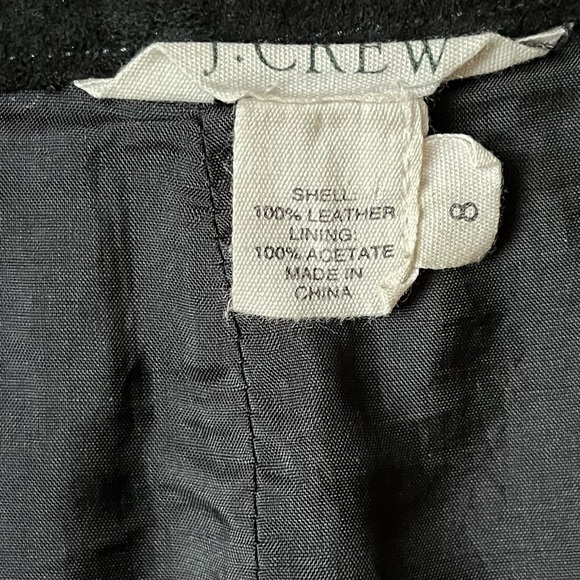 J.CREW
SHELL:
100% LEATHER
LINING:
100% ACETATE
MADE IN
CHINA
8